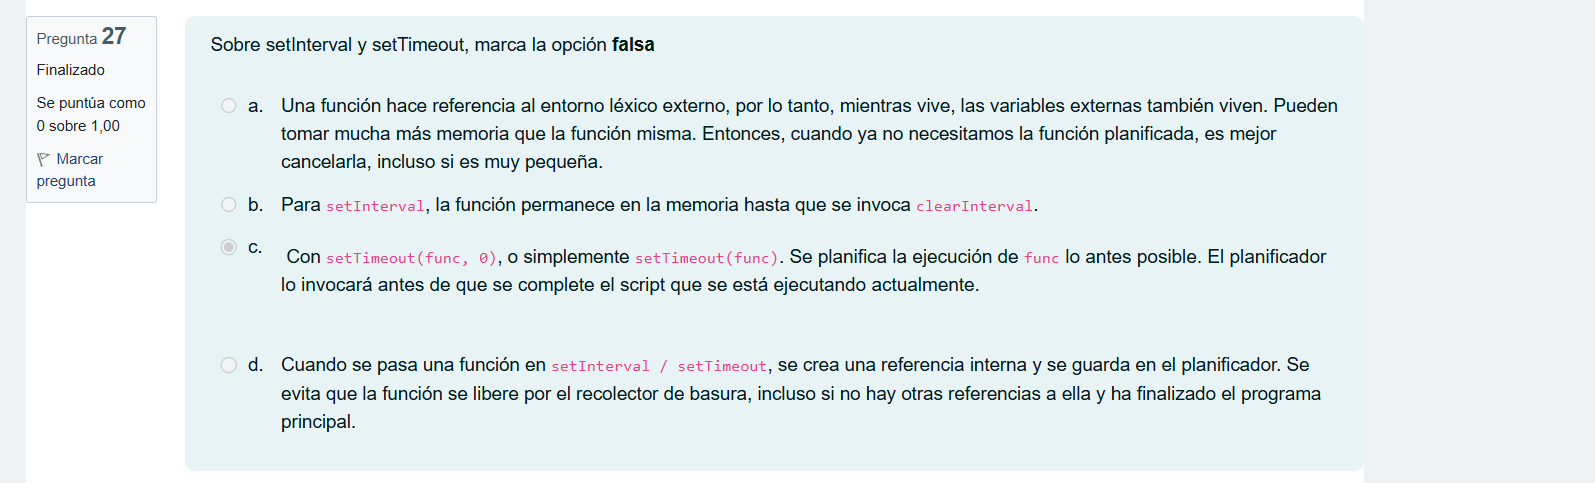 Pregunta 27
Finalizado
Se puntúa como
0 sobre 1,00
Marcar
pregunta
Sobre setInterval y setTimeout, marca la opción falsa
a. Una función hace referencia al entorno léxico externo, por lo tanto, mientras vive, las variables externas también viven. Pueden
tomar mucha más memoria que la función misma. Entonces, cuando ya no necesitamos la función planificada, es mejor
cancelarla, incluso si es muy pequeña.
b. Para setInterval, la función permanece en la memoria hasta que se invoca clearInterval.
c. Con setTimeout(func, 0), o simplemente setTimeout(func). Se planifica la ejecución de func lo antes posible. El planificador
lo invocará antes de que se complete el script que se está ejecutando actualmente.
d. Cuando se pasa una función en setInterval / setTimeout, se crea una referencia interna y se guarda en el planificador. Se
evita que la función se libere por el recolector de basura, incluso si no hay otras referencias a ella y ha finalizado el programa
principal.